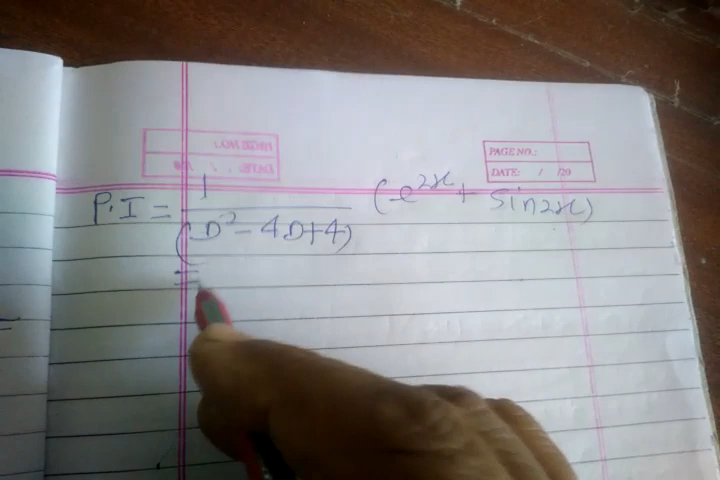 PAGE NO.:
DATE: / /20
P.I = 1 (e^2x + Sin2x)
(D² - 4D+4)
=